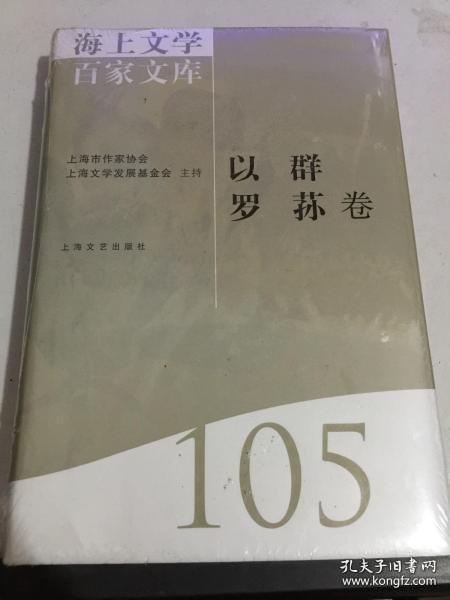 海上文学
百家文库
上海市作家协会
上海文学发展基金会 主持
以群
罗荪 卷
上海文艺出版社
105
孔夫子旧书网
www.kongfz.com